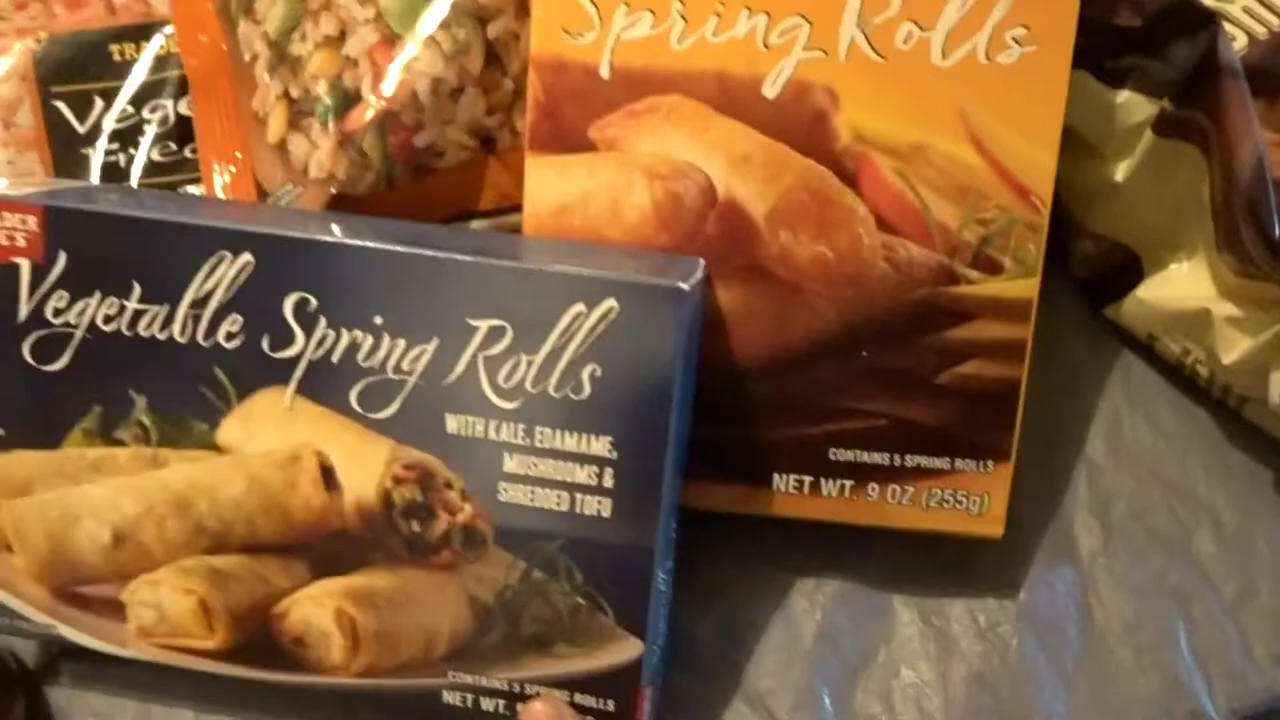 Spring Rolls
CONTAINS 5 SPRING ROLLS
NET WT. 9 OZ (255g)
Vegetable Spring Rolls
WITH KALE, EDAMAME,
MUSHROOMS &
SHREDDED TOFU
CONTAINS 5 SPRING ROLLS
NET WT.